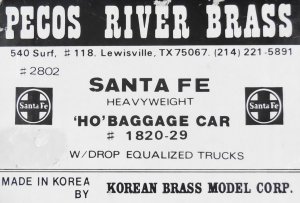 PECOS RIVER BRASS
540 Surf, # 118. Lewisville, TX 75067. (214) 221-5891
# 2802
SANTA FE
HEAVYWEIGHT
'HO' BAGGAGE CAR
# 1820-29
W/DROP EQUALIZED TRUCKS
Santa Fe
Santa Fe
MADE IN KOREA
BY KOREAN BRASS MODEL CORP.